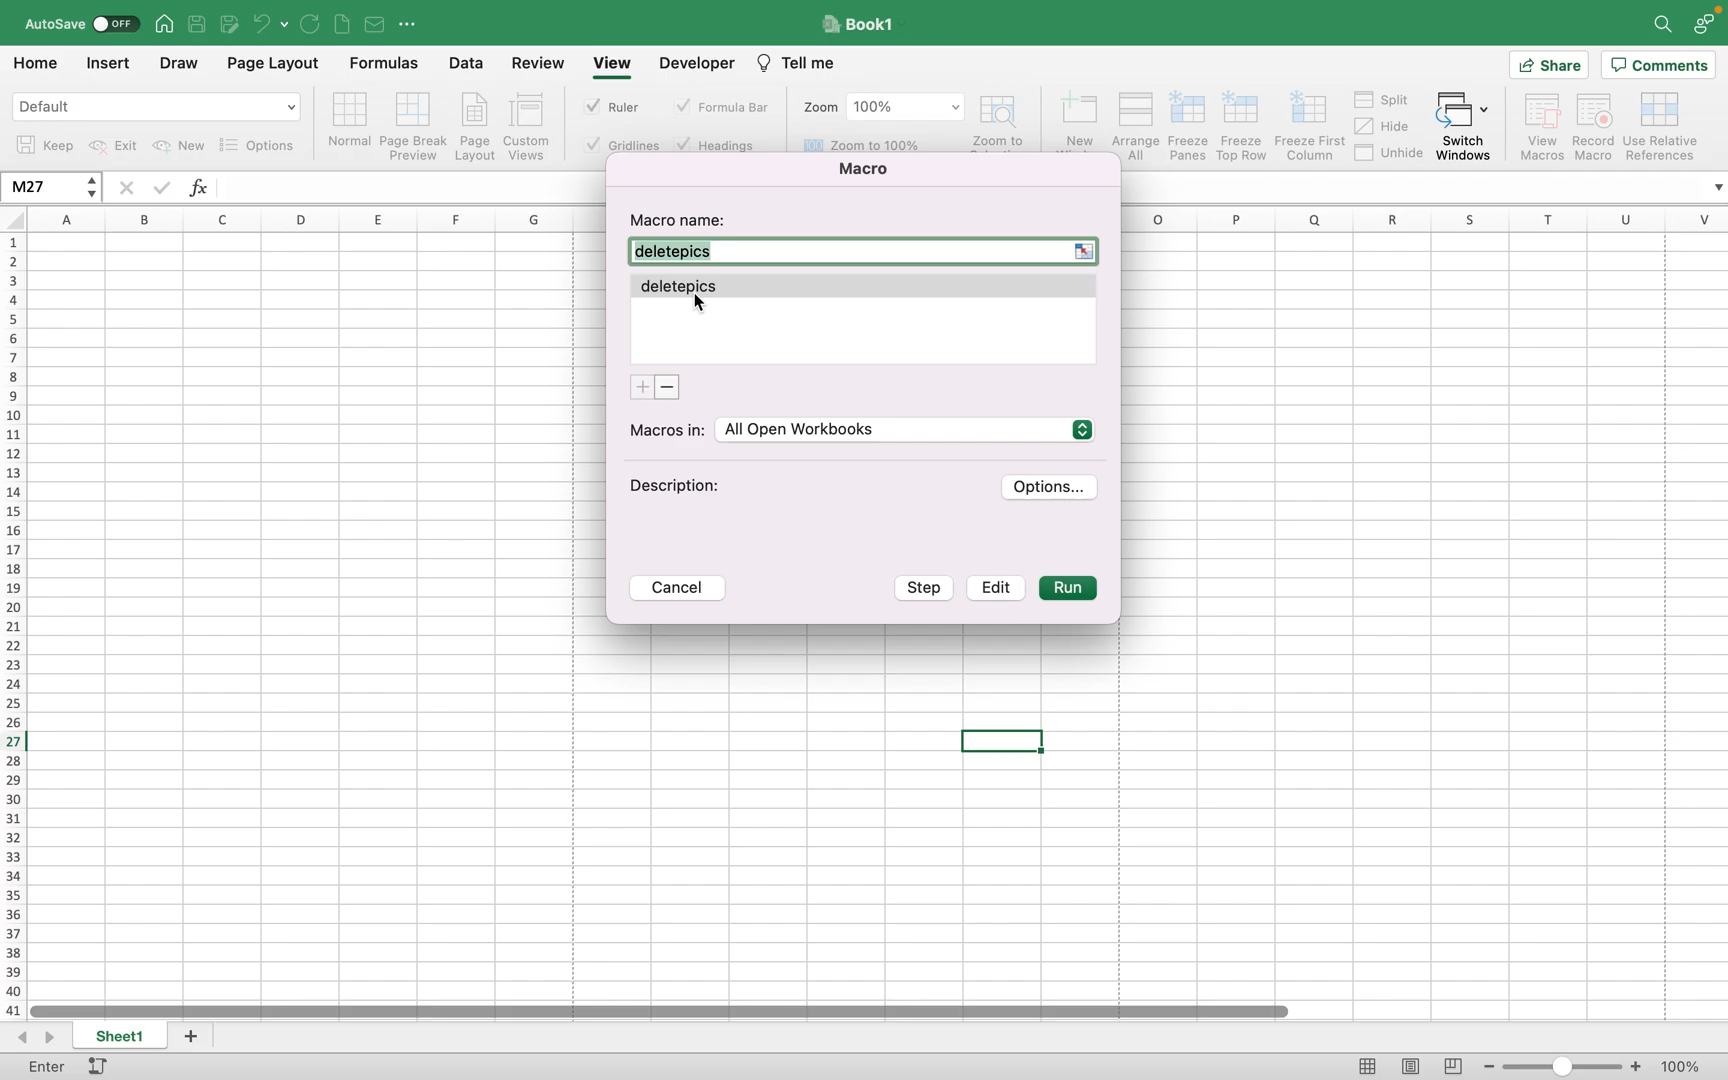 AutoSave OFF
Book1
Home Insert Draw Page Layout Formulas Data Review View Developer Tell me
Share Comments
Default
Keep Exit New Options
Normal
Page Break Preview
Page Layout
Custom Views
Ruler Formula Bar
Gridlines Headings
Zoom 100%
Zoom to 100%
Zoom to
New
Arrange All
Freeze Panes
Freeze Top Row
Freeze First Column
Split
Hide
Unhide
Switch Windows
View Macros
Record Macro
Use Relative References
M27
fx
A B C D E F G O P Q R S T U V
1
2
3
4
5
6
7
8
9
10
11
12
13
14
15
16
17
18
19
20
21
22
23
24
25
26
27
28
29
30
31
32
33
34
35
36
37
38
39
40
41
Macro
Macro name:
deletepics
deletepics
Macros in: All Open Workbooks
Description:
Options...
Cancel Step Edit Run
Sheet1
Enter
100%